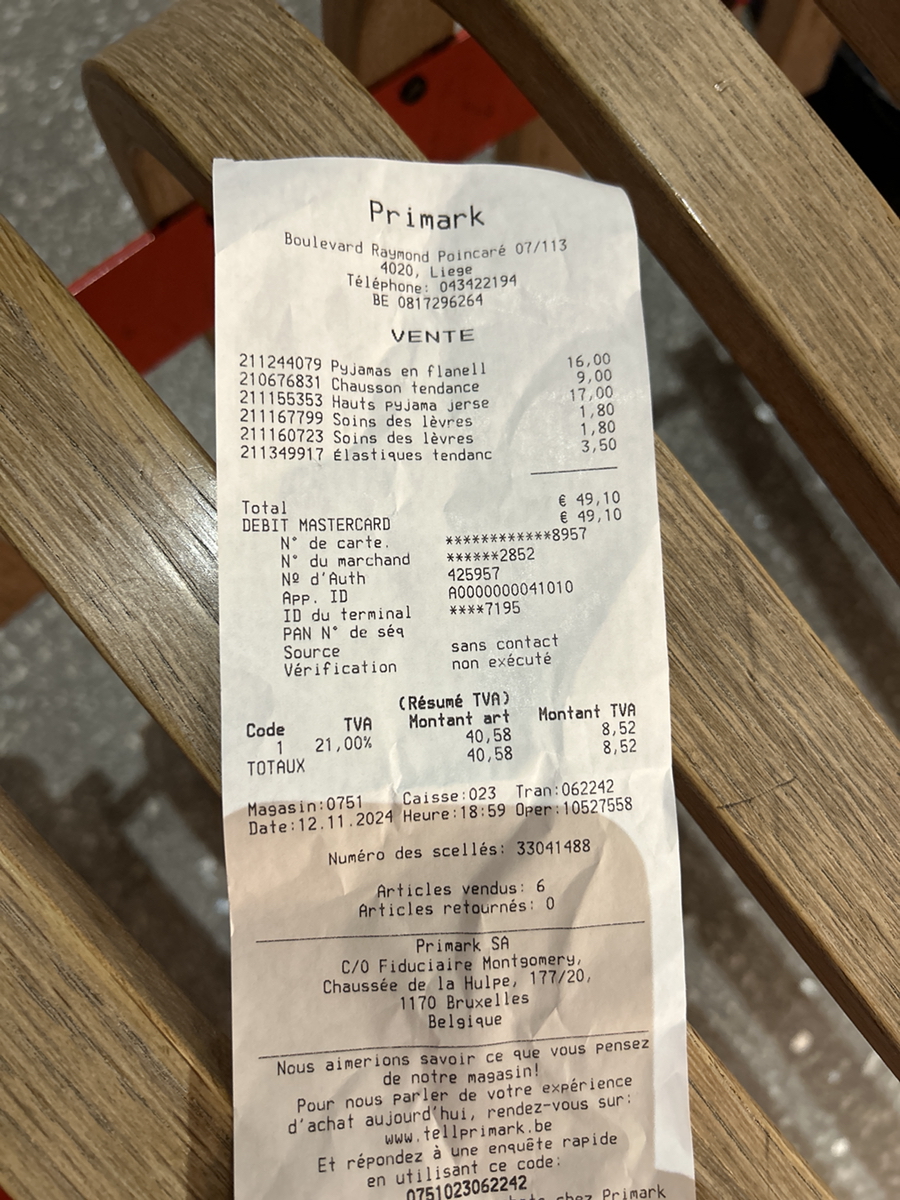 Primark
Boulevard Raymond Poincaré 07/113
4020, Liege
Téléphone: 043422194
BE 0817296264
VENTE
211244079 Pyjamas en flanell 16,00
210676831 Chausson tendance 9,00
211155353 Hauts pyjama jerse 17,00
211167799 Soins des lèvres 1,80
211160723 Soins des lèvres 1,80
211349917 Élastiques tendanc 3,50
Total € 49,10
DEBIT MASTERCARD € 49,10
N° de carte. ************8957
N° du marchand ******2852
Nº d'Auth 425957
App. ID A0000000041010
ID du terminal ****7195
PAN N° de séq
Source sans contact
Vérification non exécuté
(Résumé TVA)
Code TVA Montant art Montant TVA
1 21,00% 40,58 8,52
TOTAUX 40,58 8,52
Magasin:0751 Caisse:023 Tran:062242
Date:12.11.2024 Heure:18:59 Oper:10527558
Numéro des scellés: 33041488
Articles vendus: 6
Articles retournés: 0
Primark SA
C/O Fiduciaire Montgomery,
Chaussée de la Hulpe, 177/20,
1170 Bruxelles
Belgique
Nous aimerions savoir ce que vous pensez
de notre magasin!
Pour nous parler de votre expérience
d'achat aujourd'hui, rendez-vous sur:
www.tellprimark.be
Et répondez à une enquête rapide
en utilisant ce code:
0751023062242
chez Primark